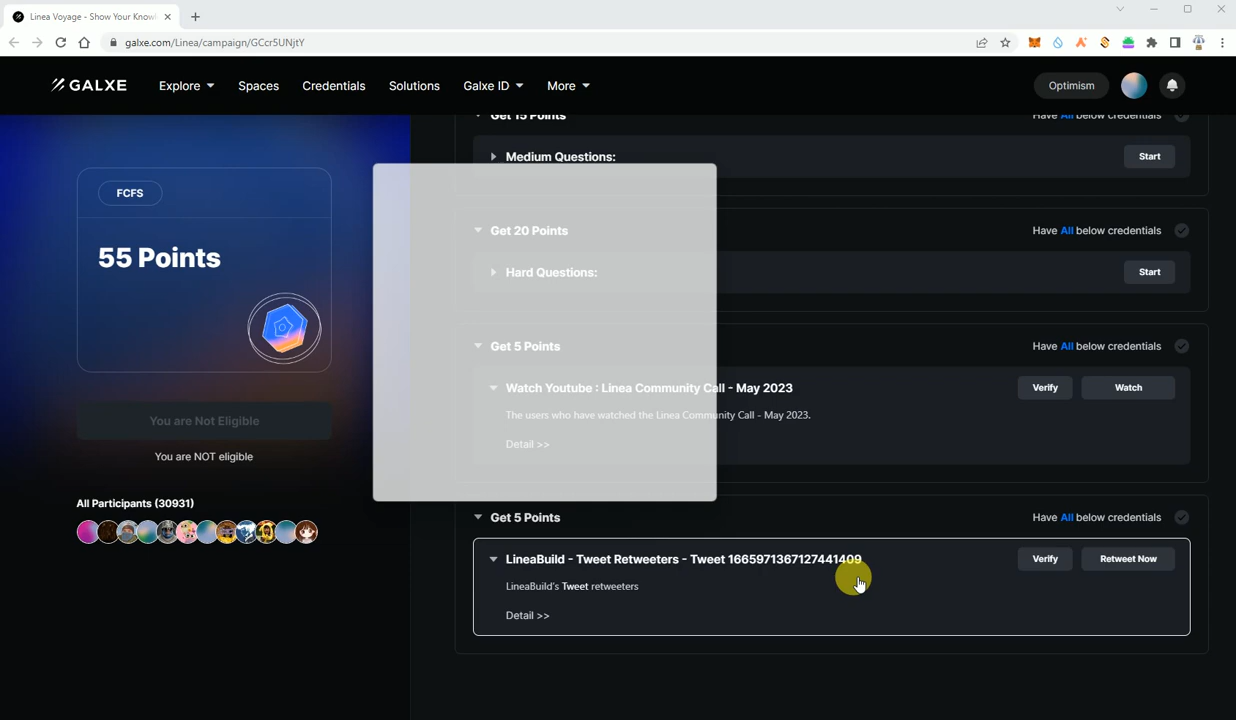 Linea Voyage - Show Your Knowl
galxe.com/Linea/campaign/GCcr5UNjtY
GALXE
Explore
Spaces
Credentials
Solutions
Galxe ID
More
Optimism
Get 15 Points
Have All below credentials
Medium Questions:
Start
FCFS
55 Points
Get 20 Points
Have All below credentials
Hard Questions:
Start
Get 5 Points
Have All below credentials
Watch Youtube : Linea Community Call - May 2023
Verify
Watch
The users who have watched the Linea Community Call - May 2023.
Detail >>
You are Not Eligible
You are NOT eligible
All Participants (30931)
Get 5 Points
Have All below credentials
LineaBuild - Tweet Retweeters - Tweet 1665971367127441409
Verify
Retweet Now
LineaBuild's Tweet retweeters
Detail >>